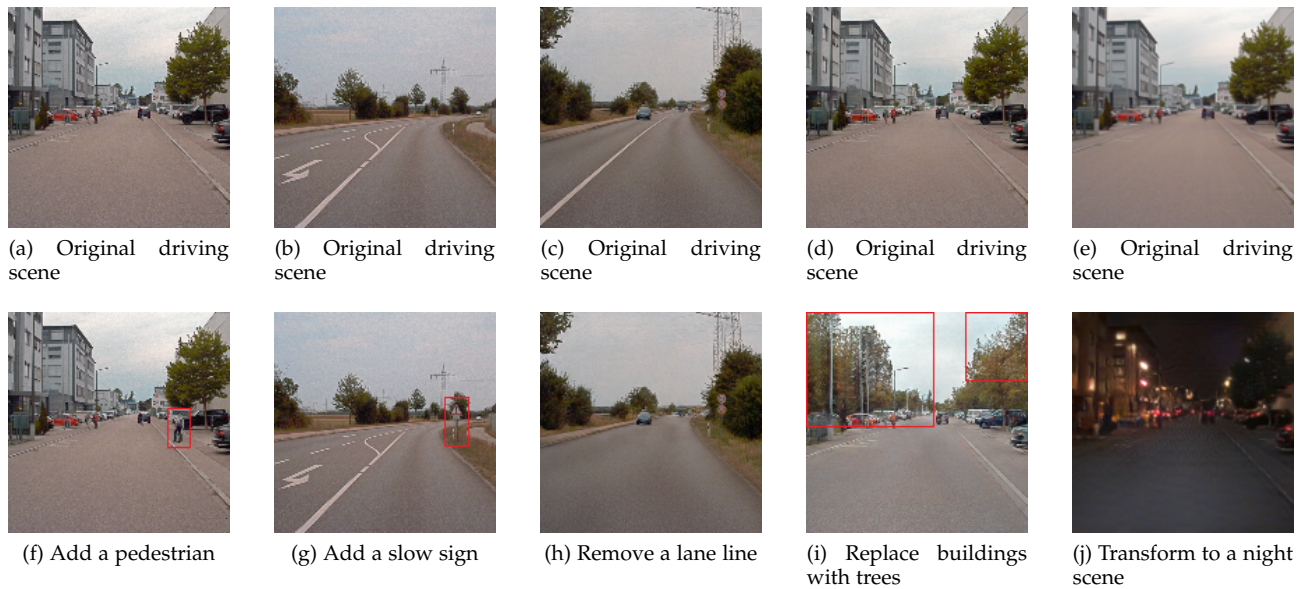 (a) Original driving
scene
(b) Original driving
scene
(c) Original driving
scene
(d) Original driving
scene
(e) Original driving
scene
(f) Add a pedestrian
(g) Add a slow sign
(h) Remove a lane line
(i) Replace buildings
with trees
(j) Transform to a night
scene